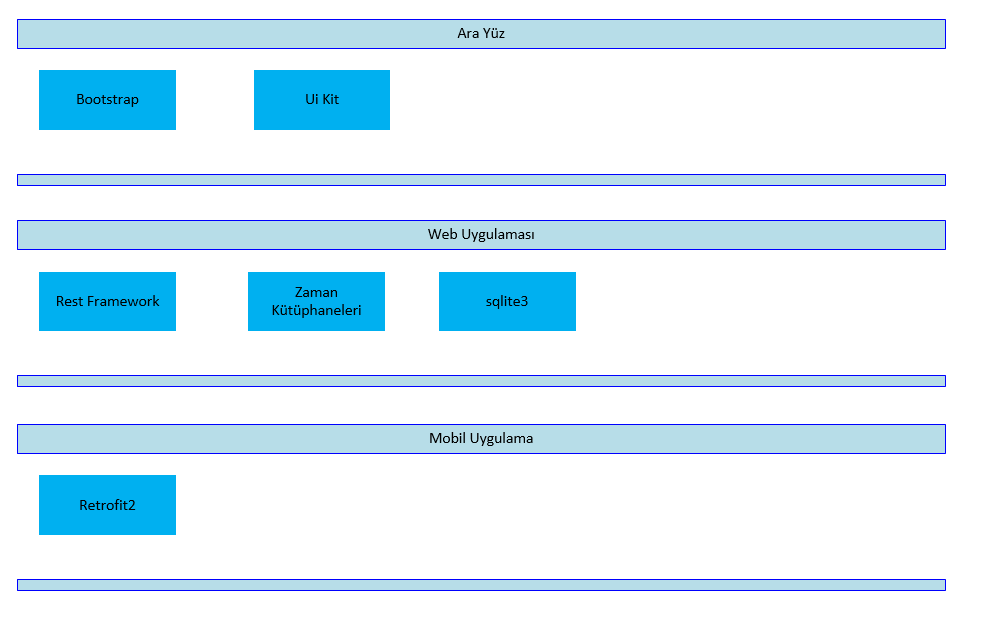 Ara Yüz
Bootstrap
Ui Kit
Web Uygulaması
Rest Framework
Zaman
Kütüphaneleri
sqlite3
Mobil Uygulama
Retrofit2